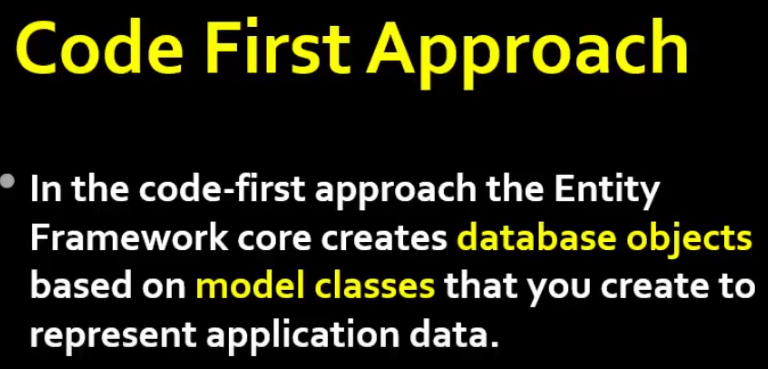 Code First Approach
• In the code-first approach the Entity
Framework core creates database objects
based on model classes that you create to
represent application data.